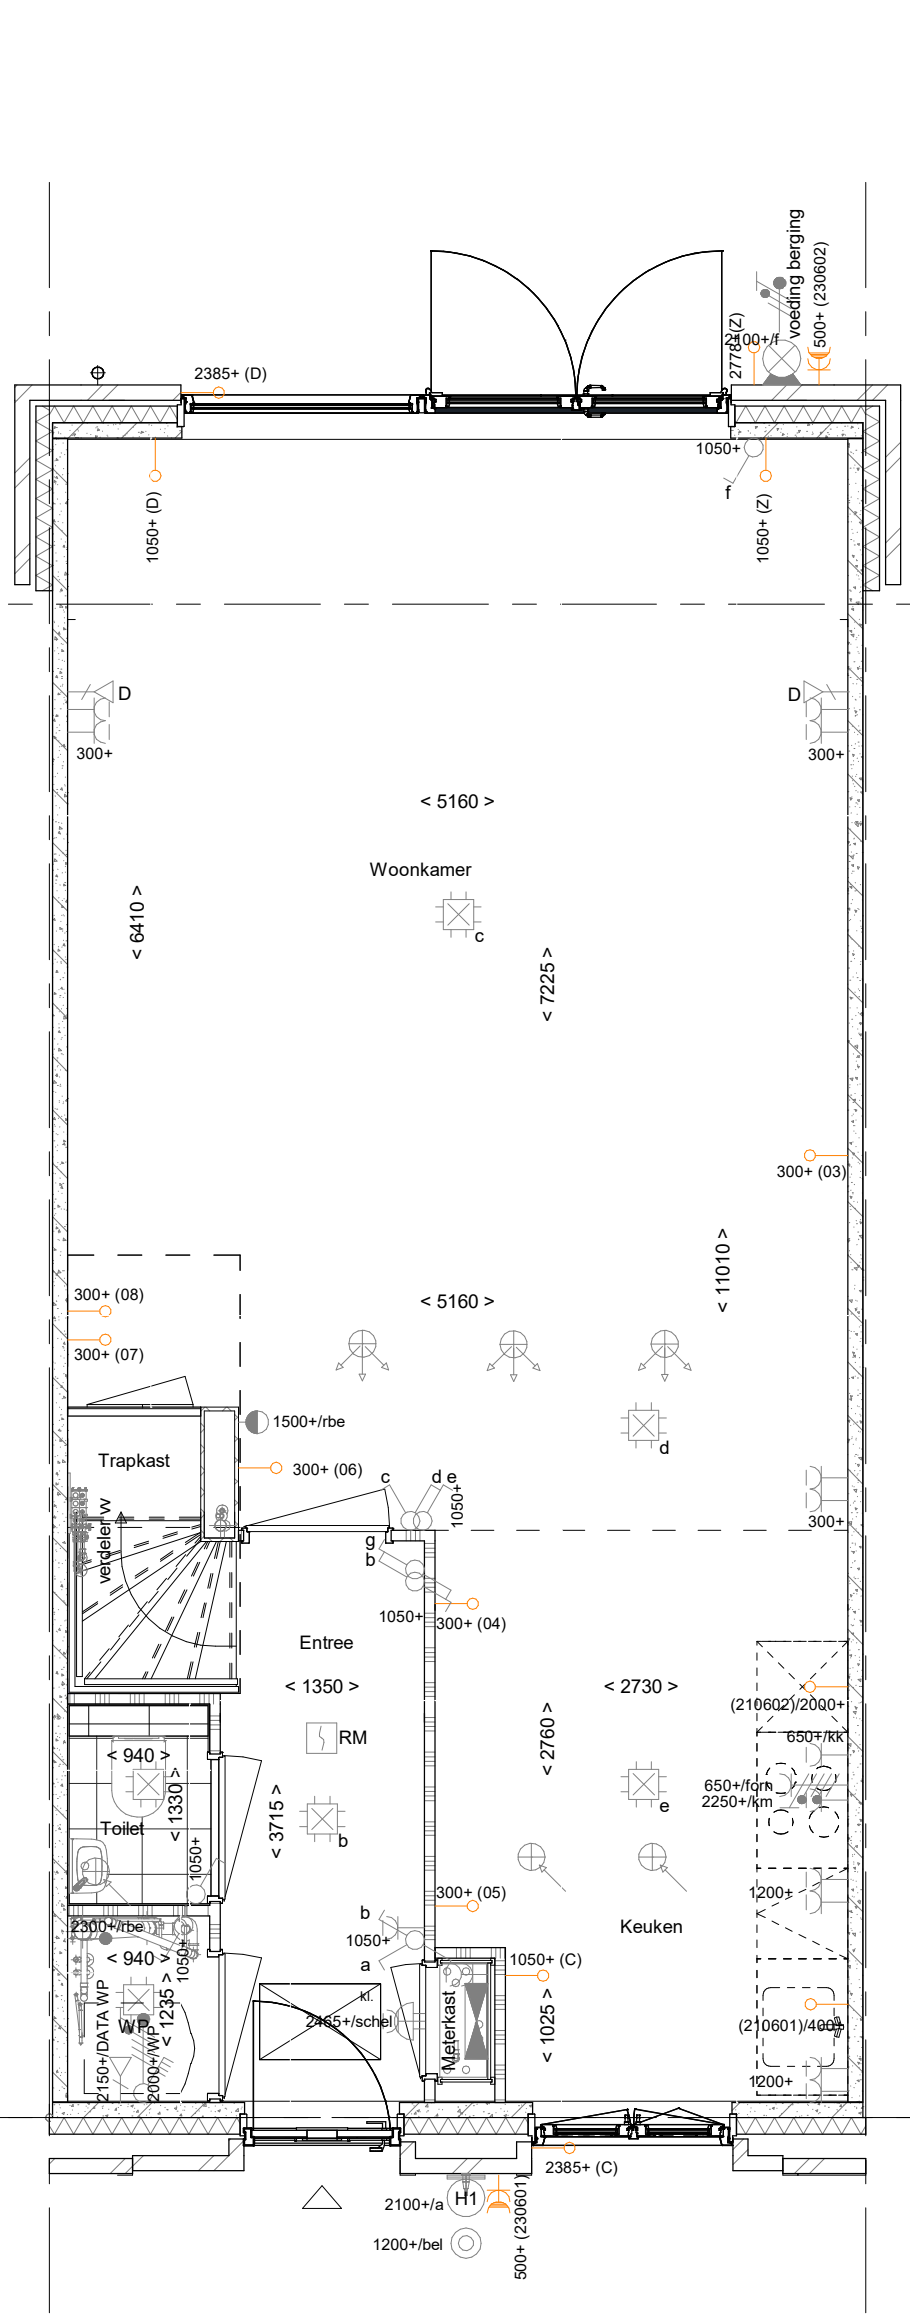 voeding berging
500+ (230602)
2778+(Z)
2100+/f
2385+ (D)
1050+
f
1050+ (D)
1050+ (Z)
D
D
300+
300+
< 5160 >
Woonkamer
c
< 6410 >
< 7225 >
300+ (03)
< 11010 >
300+ (08)
< 5160 >
300+ (07)
1500+/rbe
d
Trapkast
300+ (06)
c
d e
1050+
300+
verdeler vv
g
b
1050+
300+ (04)
Entree
< 1350 >
< 2730 >
(210602)/2000+
< 2760 >
RM
650+/kk
< 940 >
650+/forn
2250+/km
< 1330 >
e
Toilet
< 3715 >
b
1050+
300+ (05)
1200+
b
2300+/rbe
1050+
Keuken
< 940 >
1050+
a
1050+ (C)
kl.
2465+/schel
< 1235 >
WP
Meterkast
< 1025 >
(210601)/400+
2150+/DATA WP
2000+/WP
1200+
2385+ (C)
2100+/a
H1
500+ (230601)
1200+/bel